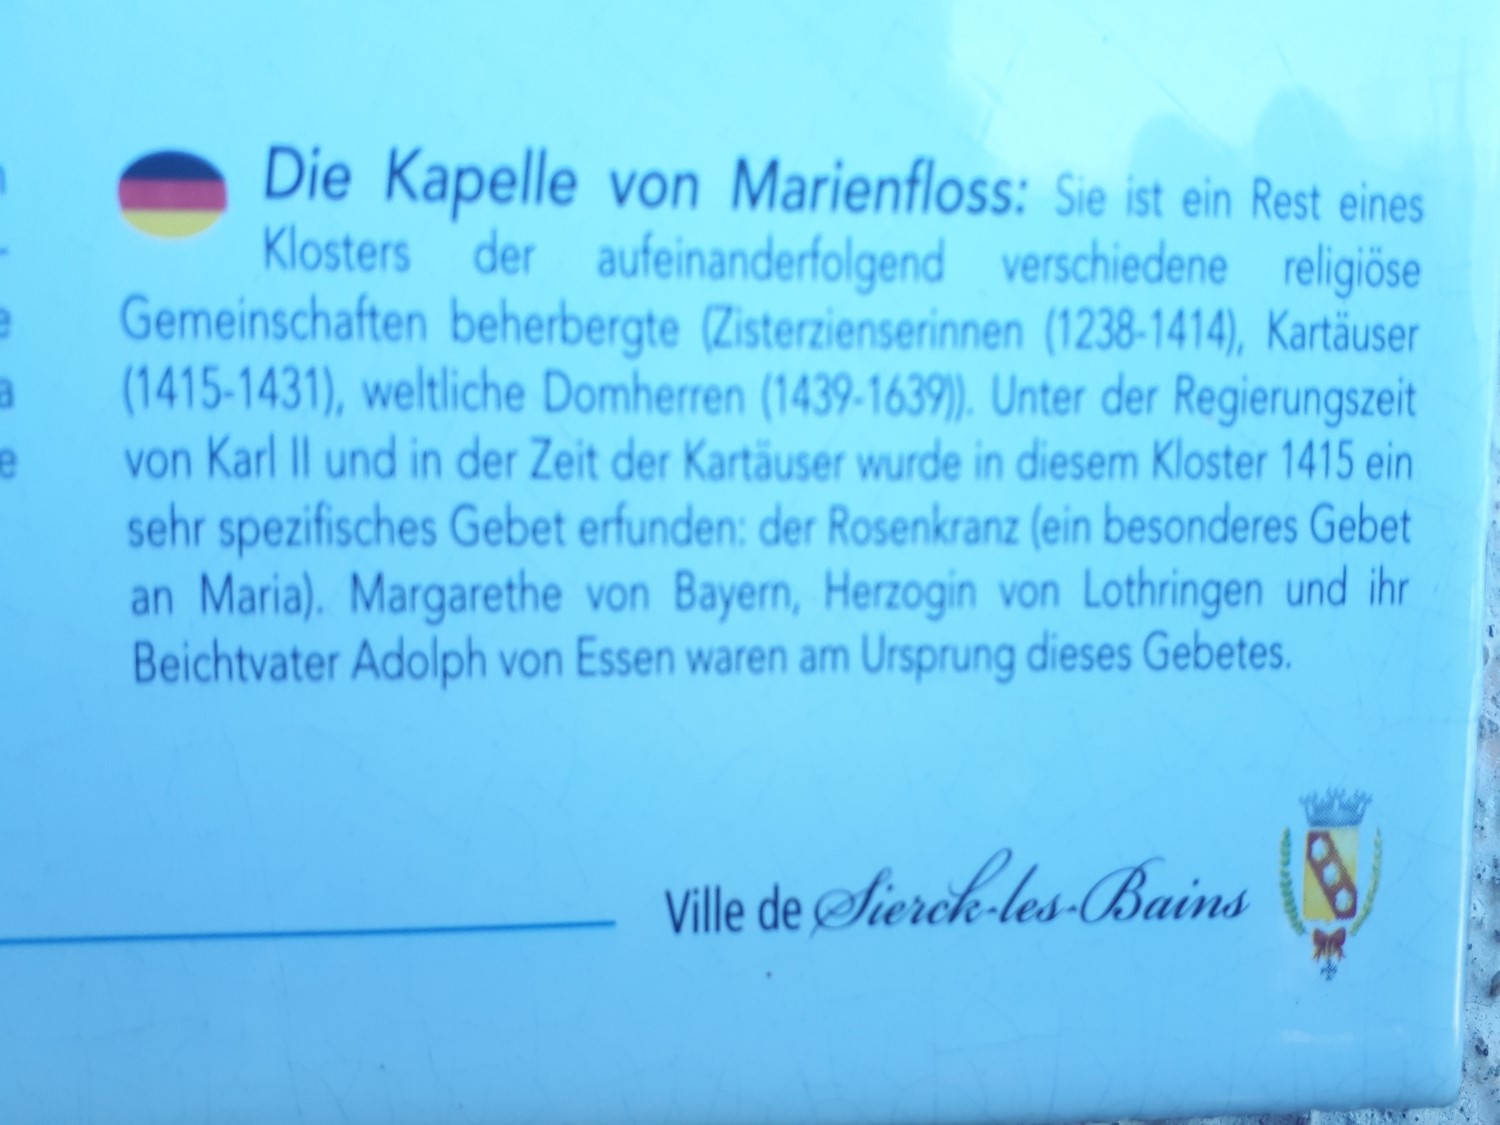 Die Kapelle von Marienfloss: Sie ist ein Rest eines
Klosters der aufeinanderfolgend verschiedene religiöse
Gemeinschaften beherbergte (Zisterzienserinnen (1238-1414), Kartäuser
(1415-1431), weltliche Domherren (1439-1639)). Unter der Regierungszeit
von Karl II und in der Zeit der Kartäuser wurde in diesem Kloster 1415 ein
sehr spezifisches Gebet erfunden: der Rosenkranz (ein besonderes Gebet
an Maria). Margarethe von Bayern, Herzogin von Lothringen und ihr
Beichtvater Adolph von Essen waren am Ursprung dieses Gebetes.
Ville de Sierck-les-Bains